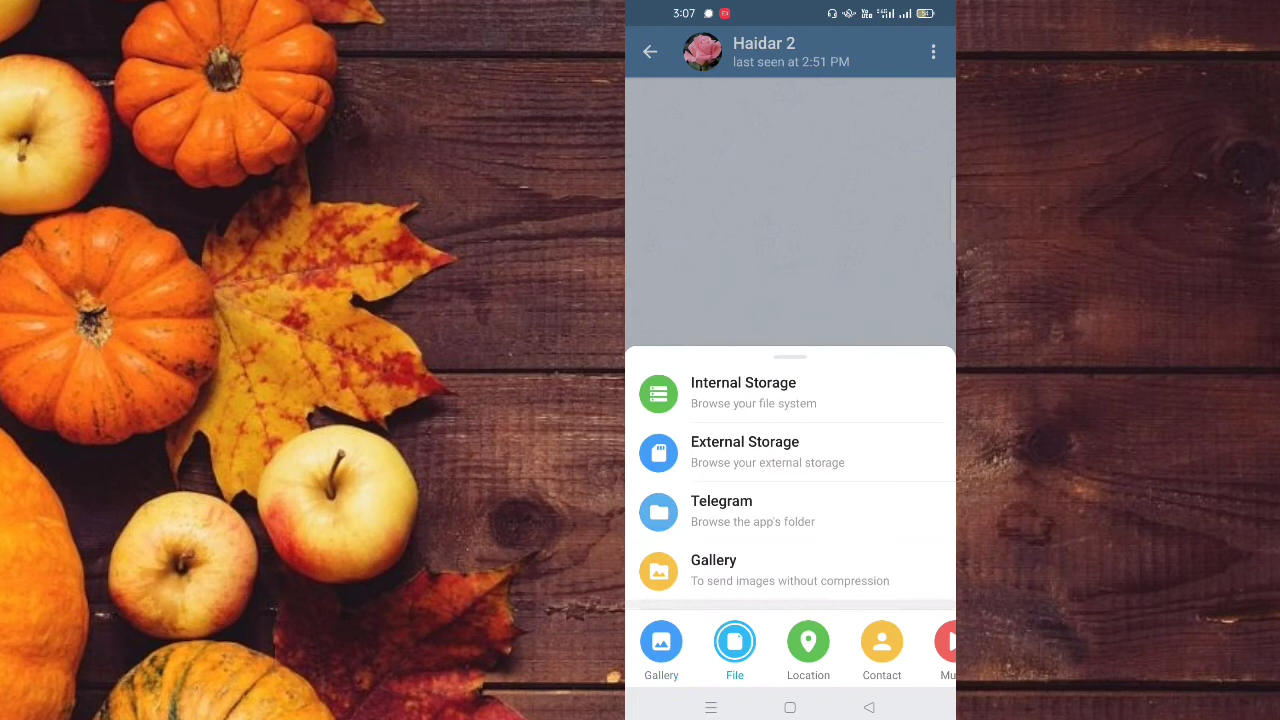 3:07
Haidar 2
last seen at 2:51 PM
Internal Storage
Browse your file system
External Storage
Browse your external storage
Telegram
Browse the app's folder
Gallery
To send images without compression
Gallery File Location Contact Mu